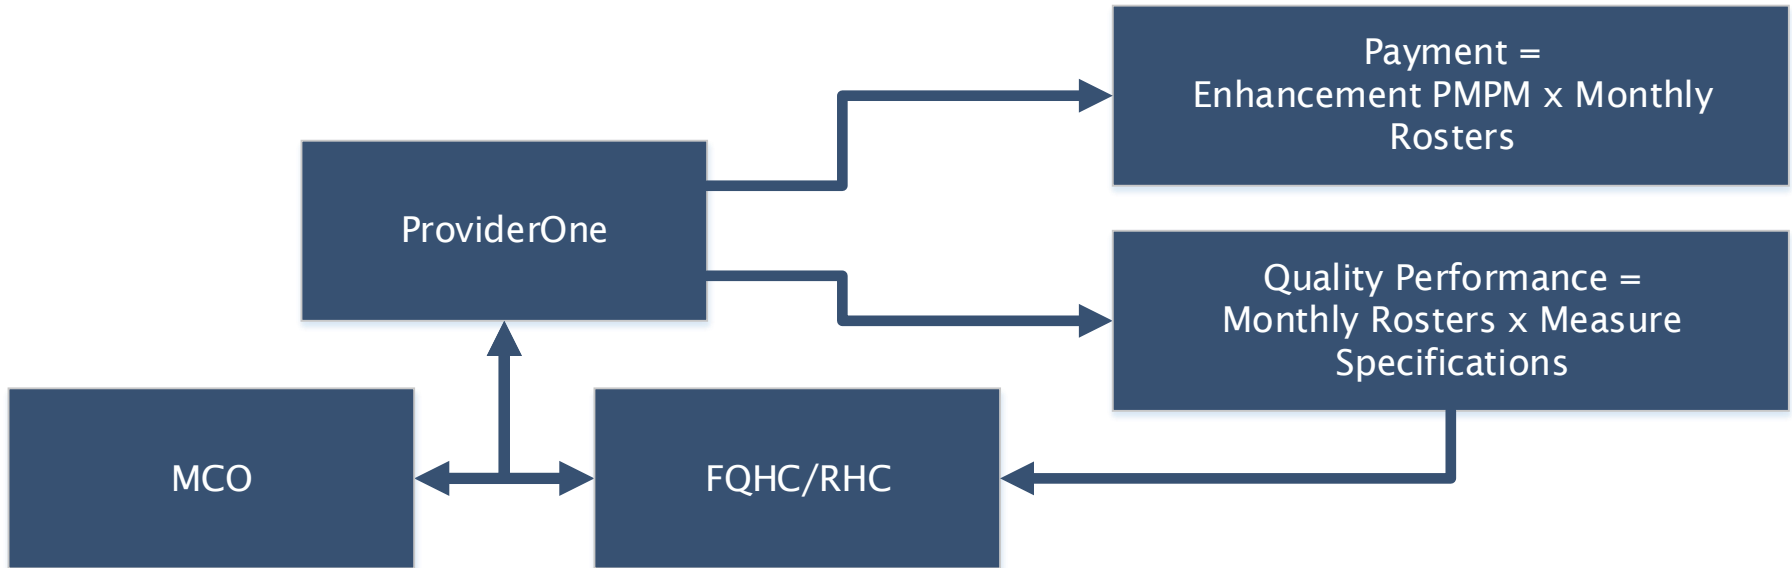 Payment =
Enhancement PMPM x Monthly
Rosters
ProviderOne
Quality Performance =
Monthly Rosters x Measure
Specifications
MCO
FQHC/RHC